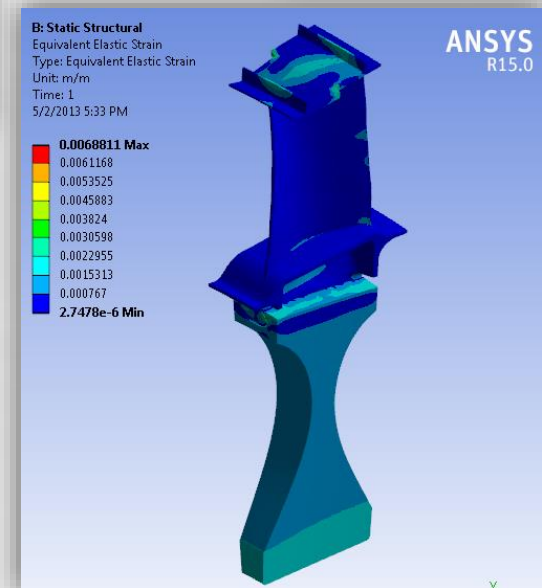 B: Static Structural
Equivalent Elastic Strain
Type: Equivalent Elastic Strain
Unit: m/m
Time: 1
5/2/2013 5:33 PM
ANSYS
R15.0
0.0068811 Max
0.0061168
0.0053525
0.0045883
0.003824
0.0030598
0.0022955
0.0015313
0.000767
2.7478e-6 Min
Y